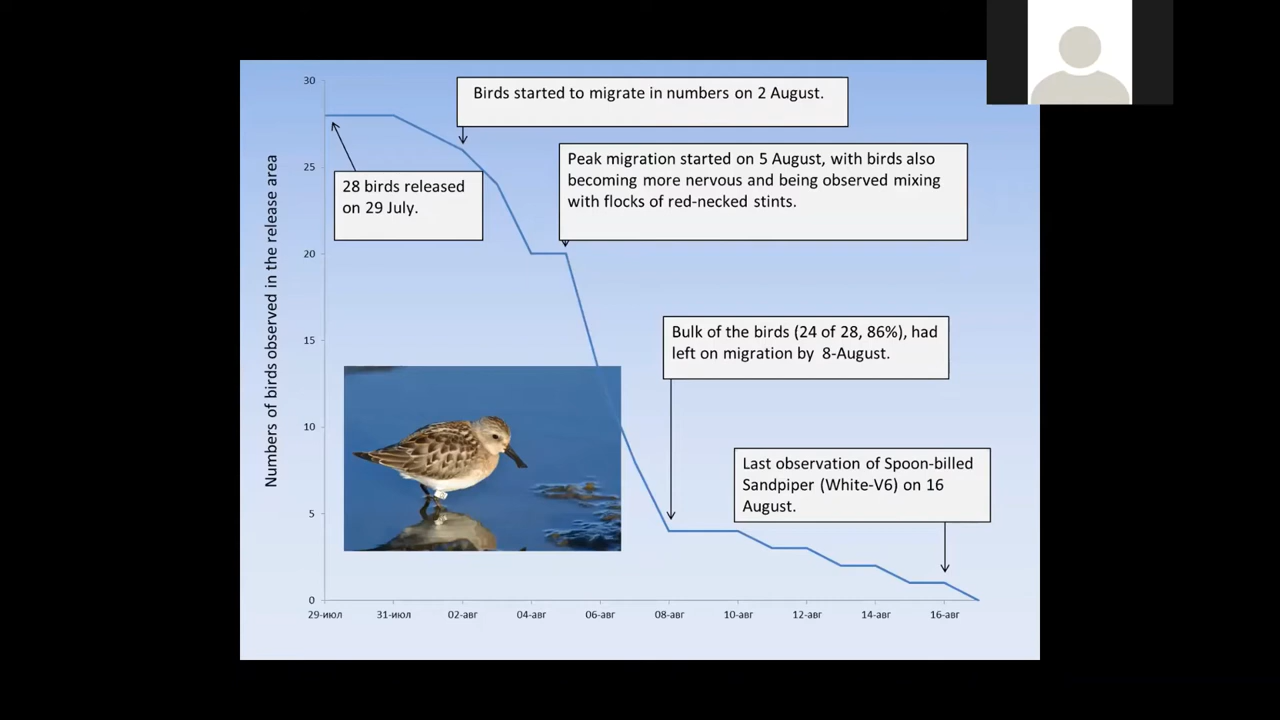 30
25
20
15
10
5
0
Numbers of birds observed in the release area
Birds started to migrate in numbers on 2 August.
Peak migration started on 5 August, with birds also
becoming more nervous and being observed mixing
with flocks of red-necked stints.
28 birds released
on 29 July.
Bulk of the birds (24 of 28, 86%), had
left on migration by  8-August.
Last observation of Spoon-billed
Sandpiper (White-V6) on 16
August.
29-июл
31-июл
02-авг
04-авг
06-авг
08-авг
10-авг
12-авг
14-авг
16-авг